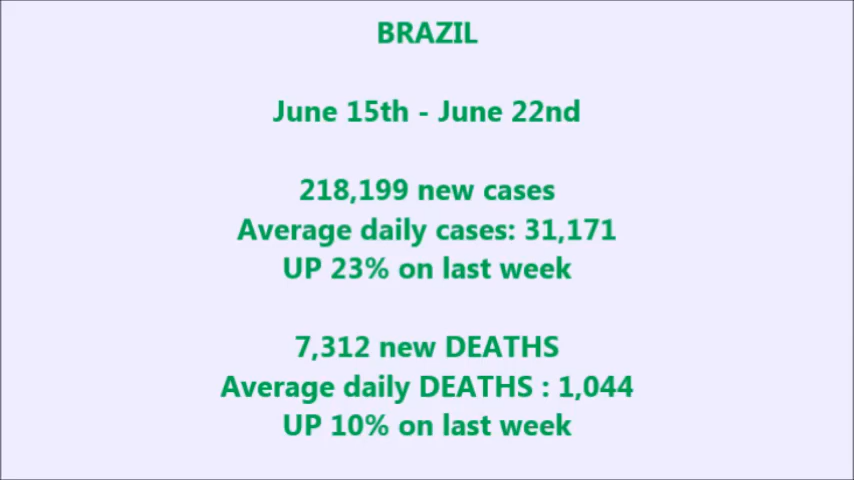 BRAZIL
June 15th - June 22nd
218,199 new cases
Average daily cases: 31,171
UP 23% on last week
7,312 new DEATHS
Average daily DEATHS : 1,044
UP 10% on last week